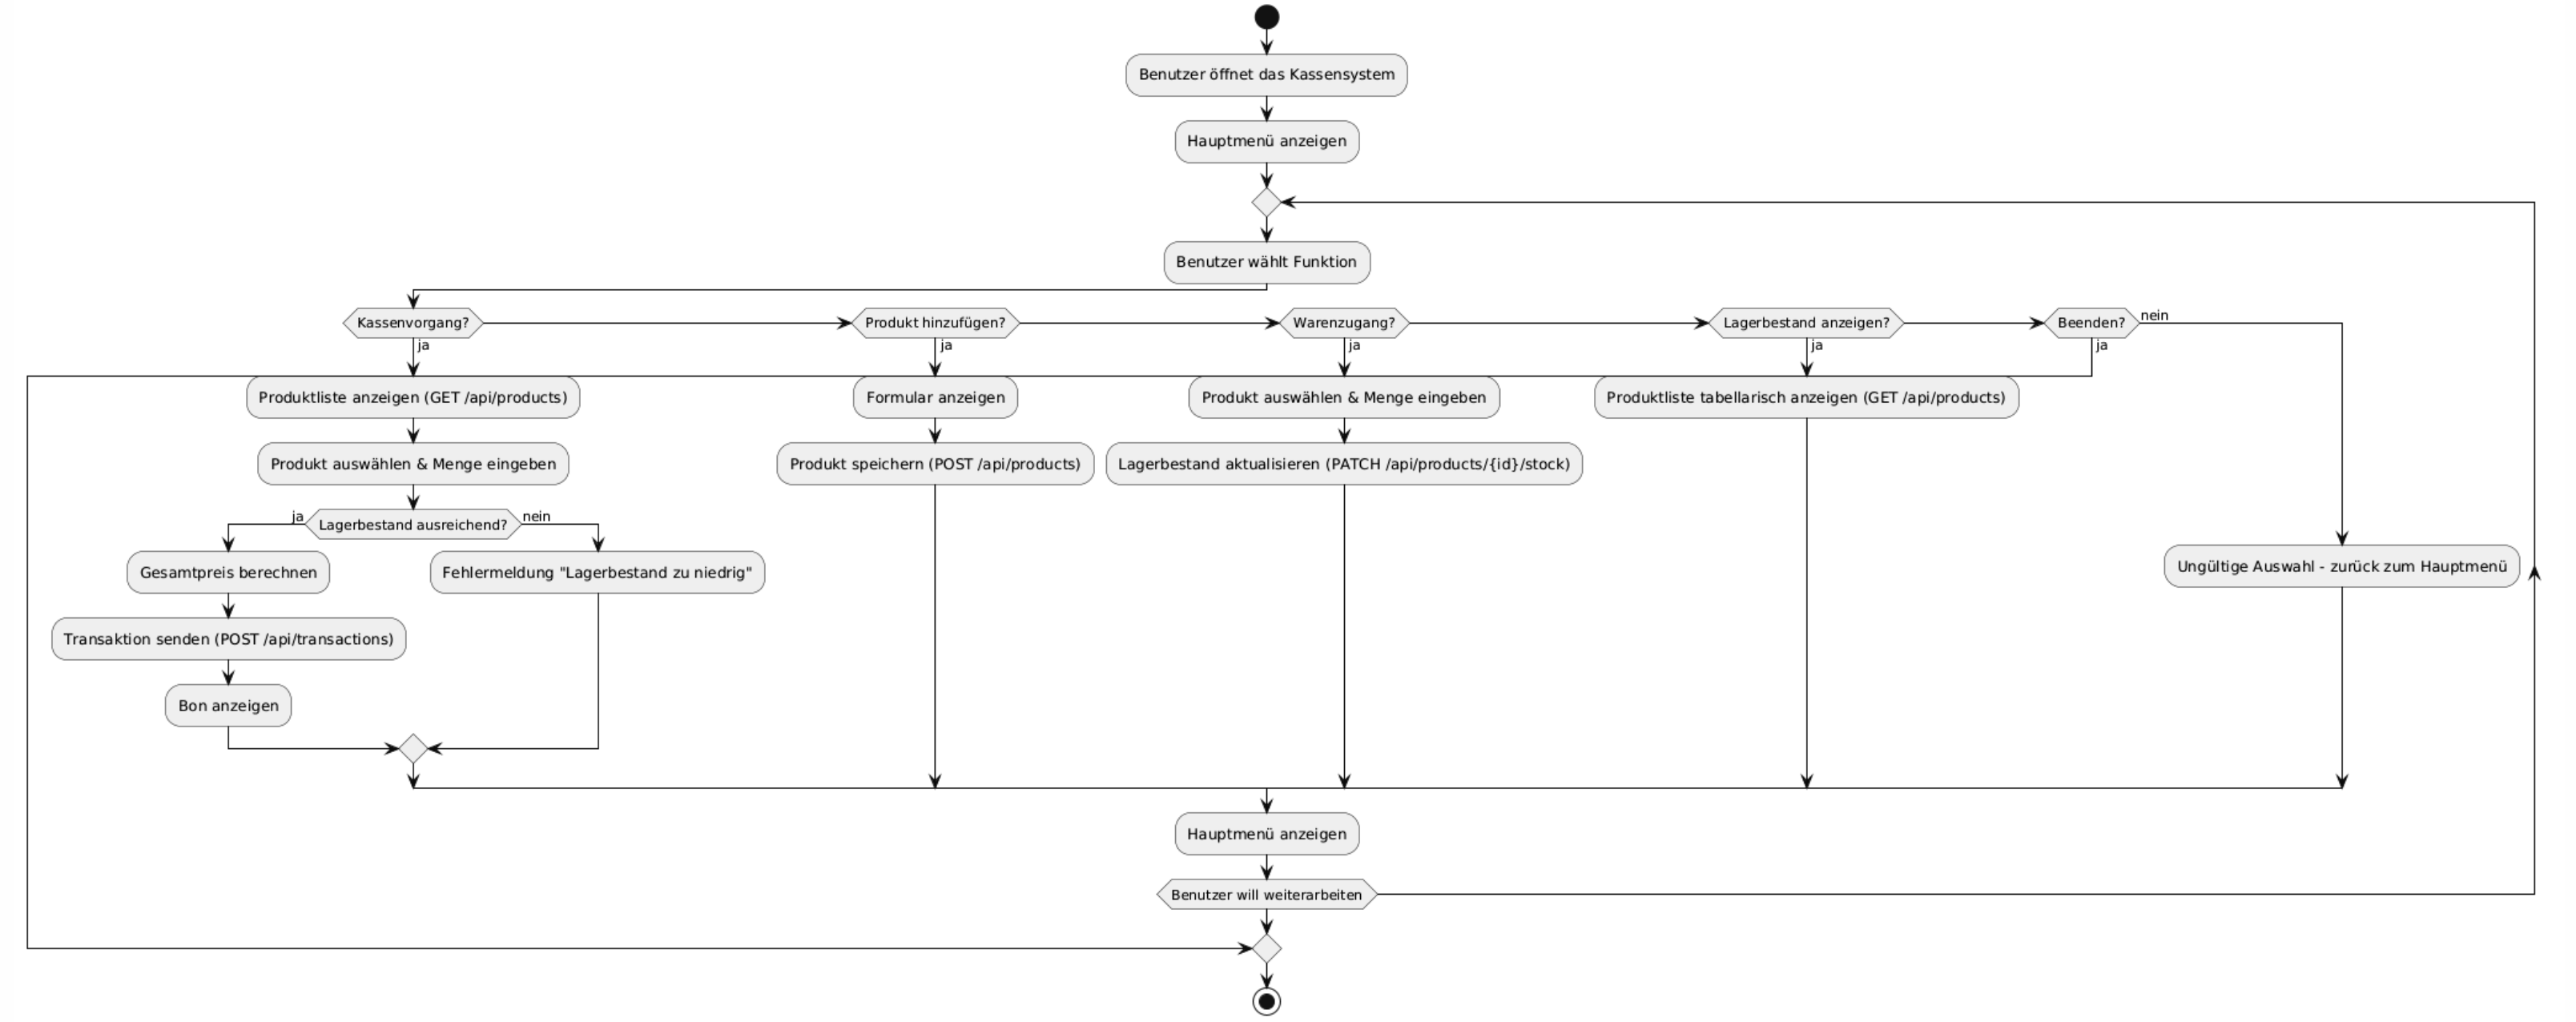 Benutzer öffnet das Kassensystem
Hauptmenü anzeigen
Benutzer wählt Funktion
Kassenvorgang?
ja
Produkt hinzufügen?
ja
Warenzugang?
ja
Lagerbestand anzeigen?
ja
Beenden?
nein
ja
Produktliste anzeigen (GET /api/products)
Formular anzeigen
Produkt auswählen & Menge eingeben
Produktliste tabellarisch anzeigen (GET /api/products)
Produkt auswählen & Menge eingeben
Produkt speichern (POST /api/products)
Lagerbestand aktualisieren (PATCH /api/products/{id}/stock)
ja
Lagerbestand ausreichend?
nein
Gesamtpreis berechnen
Fehlermeldung "Lagerbestand zu niedrig"
Ungültige Auswahl - zurück zum Hauptmenü
Transaktion senden (POST /api/transactions)
Bon anzeigen
Hauptmenü anzeigen
Benutzer will weiterarbeiten